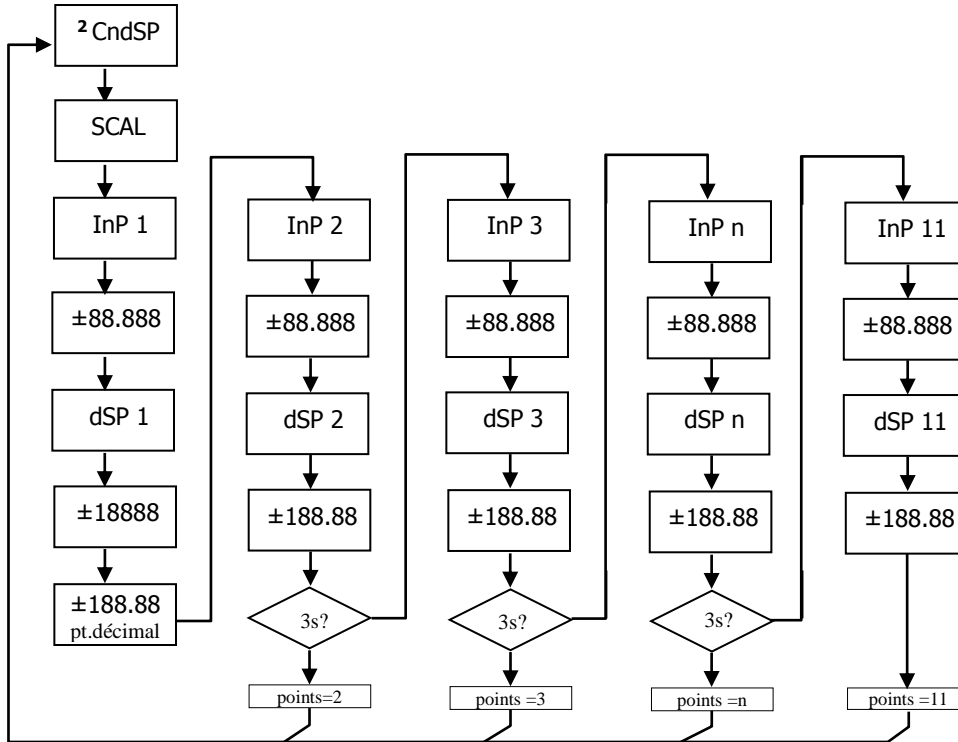 ² CndSP
SCAL
InP 1
±88.888
dSP 1
±18888
±188.88
pt.décimal
InP 2
±88.888
dSP 2
±188.88
3s?
points=2
InP 3
±88.888
dSP 3
±188.88
3s?
points =3
InP n
±88.888
dSP n
±188.88
3s?
points =n
InP 11
±88.888
dSP 11
±188.88
points =11